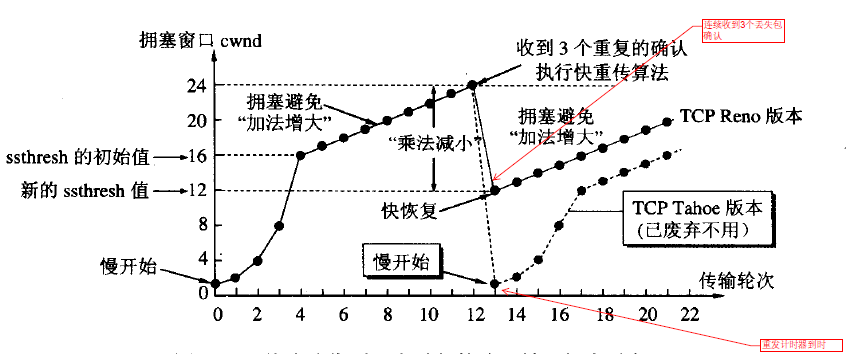 拥塞窗口 cwnd
连续收到3个丢失包
确认
收到 3 个重复的确认
执行快重传算法
24
拥塞避免
“加法增大”
20
拥塞避免
“加法增大”
TCP Reno 版本
“乘法减小”
ssthresh 的初始值
16
新的 ssthresh 值
12
快恢复
TCP Tahoe 版本
(已废弃不用)
8
慢开始
4
慢开始
传输轮次
0
0 2 4 6 8 10 12 14 16 18 20 22
重发计时器到时